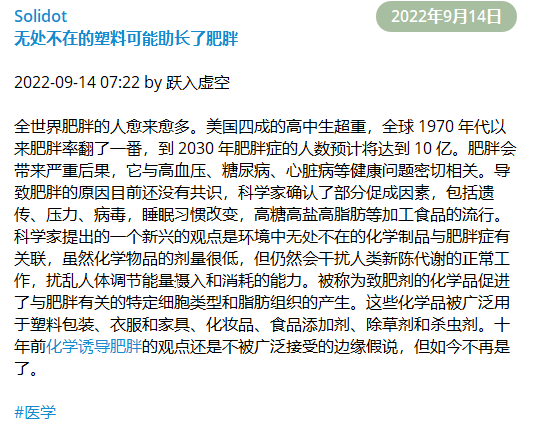 Solidot
2022年9月14日
无处不在的塑料可能助长了肥胖
2022-09-14 07:22 by 跃入虚空
全世界肥胖的人愈来愈多。美国四成的高中生超重，全球 1970 年代以
来肥胖率翻了一番，到 2030 年肥胖症的人数预计将达到 10 亿。肥胖会
带来严重后果，它与高血压、糖尿病、心脏病等健康问题密切相关。导
致肥胖的原因目前还没有共识，科学家确认了部分促成因素，包括遗
传、压力、病毒，睡眠习惯改变，高糖高盐高脂肪等加工食品的流行。
科学家提出的一个新兴的观点是环境中无处不在的化学制品与肥胖症有
关联，虽然化学物品的剂量很低，但仍然会干扰人类新陈代谢的正常工
作，扰乱人体调节能量摄入和消耗的能力。被称为致肥剂的化学品促进
了与肥胖有关的特定细胞类型和脂肪组织的产生。这些化学品被广泛用
于塑料包装、衣服和家具、化妆品、食品添加剂、除草剂和杀虫剂。十
年前化学诱导肥胖的观点还是不被广泛接受的边缘假说，但如今不再是
了。
#医学